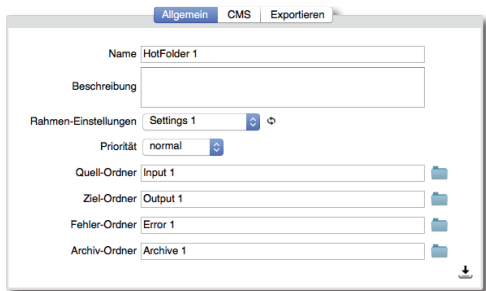 Allgemein CMS Exportieren
Name HotFolder 1
Beschreibung
Rahmen-Einstellungen Settings 1
Priorität normal
Quell-Ordner Input 1
Ziel-Ordner Output 1
Fehler-Ordner Error 1
Archiv-Ordner Archive 1